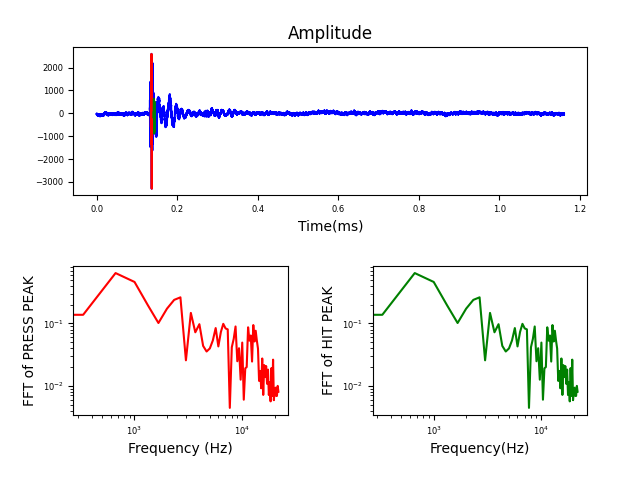 Amplitude
2000
1000
0
−1000
−2000
−3000
0.0 0.2 0.4 0.6 0.8 1.0 1.2
Time(ms)
FFT of PRESS PEAK
10⁻¹
10⁻²
10³ 10⁴
Frequency (Hz)
FFT of HIT PEAK
10⁻¹
10⁻²
10³ 10⁴
Frequency(Hz)